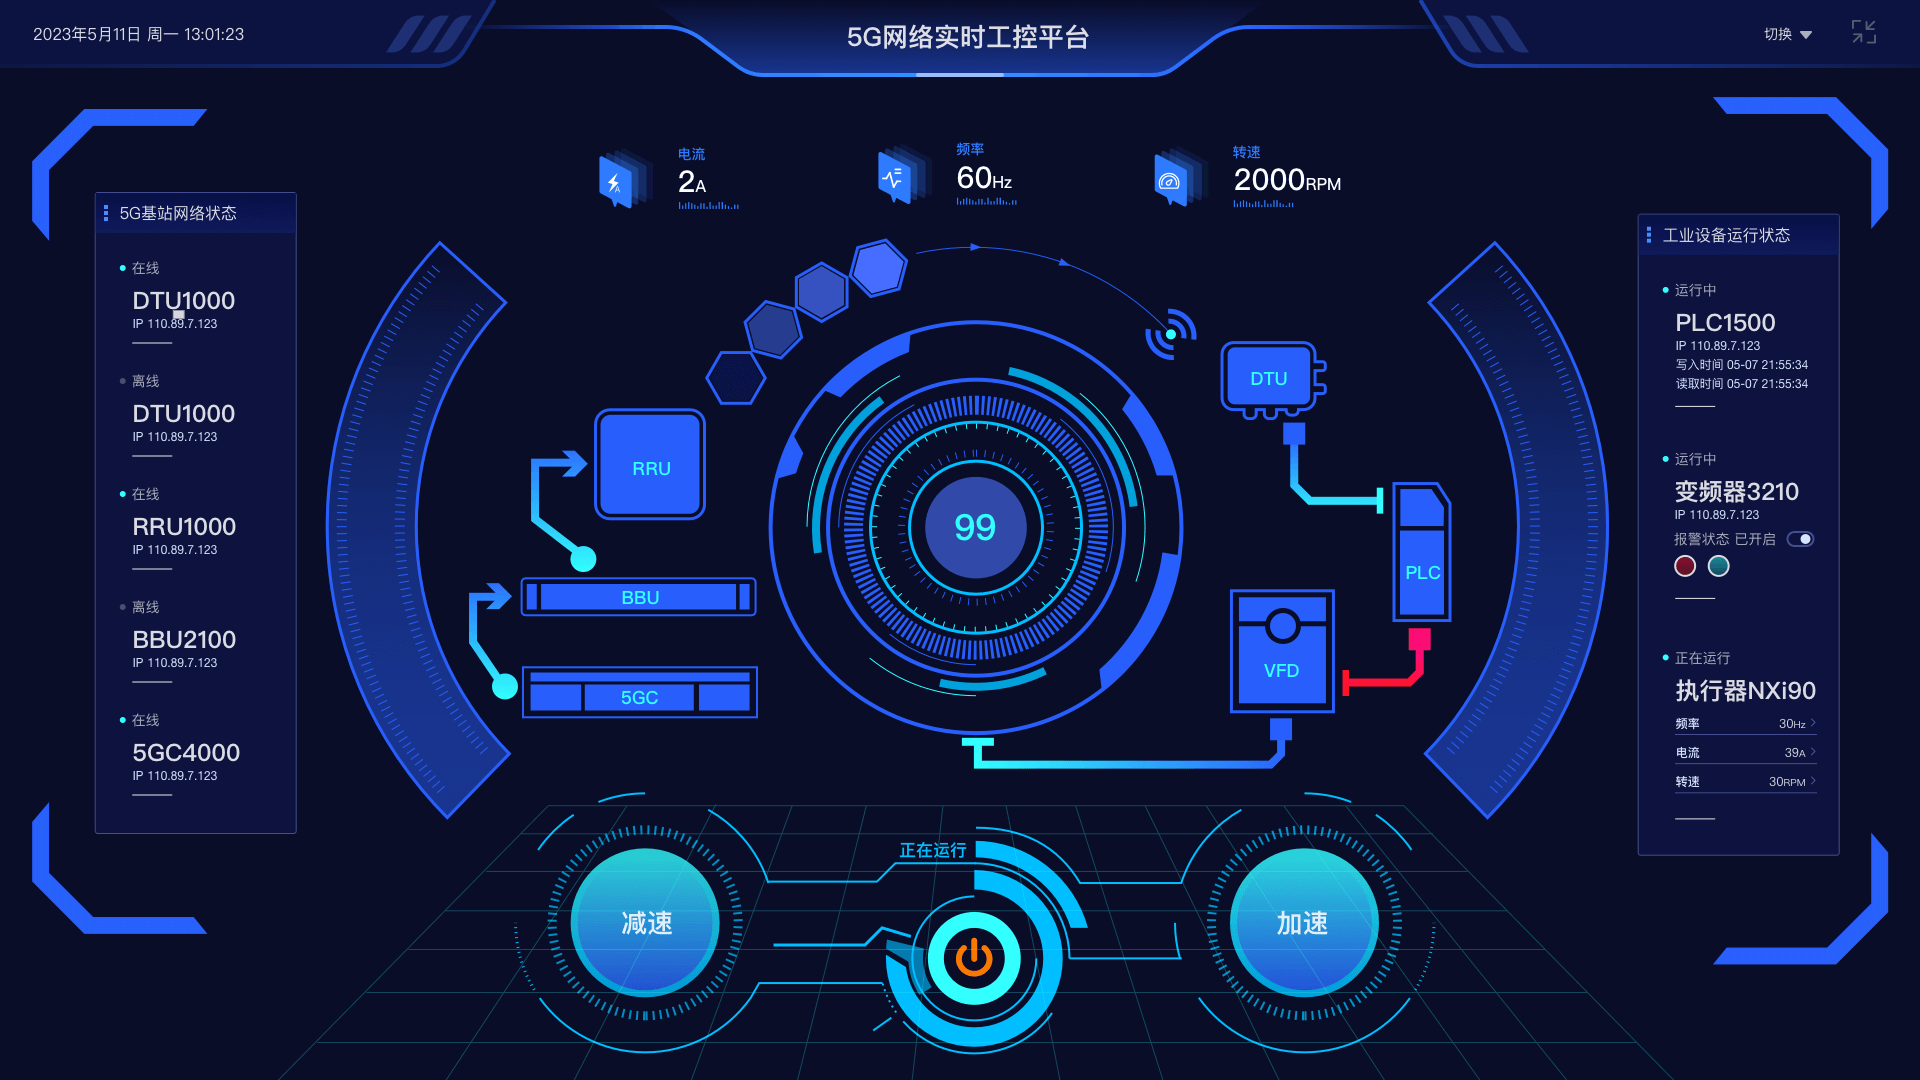 2023年5月11日 周一 13:01:23
5G网络实时工控平台
切换
电流
2A
频率
60Hz
转速
2000RPM
5G基站网络状态
在线
DTU1000
IP 110.89.7.123
离线
DTU1000
IP 110.89.7.123
在线
RRU1000
IP 110.89.7.123
离线
BBU2100
IP 110.89.7.123
在线
5GC4000
IP 110.89.7.123
RRU
BBU
5GC
99
DTU
PLC
VFD
工业设备运行状态
运行中
PLC1500
IP 110.89.7.123
写入时间 05-07 21:55:34
读取时间 05-07 21:55:34
运行中
变频器3210
IP 110.89.7.123
报警状态 已开启
正在运行
执行器NXi90
频率 30Hz
电流 39A
转速 30RPM
正在运行
减速
加速